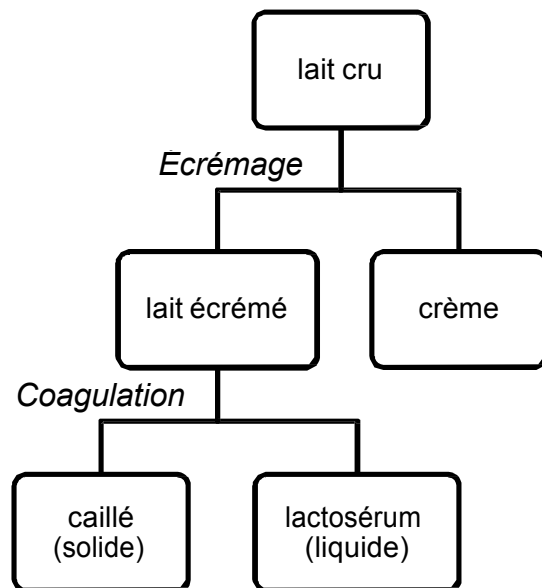 lait cru
Écrémage
lait écrémé
crème
Coagulation
caillé
(solide)
lactosérum
(liquide)